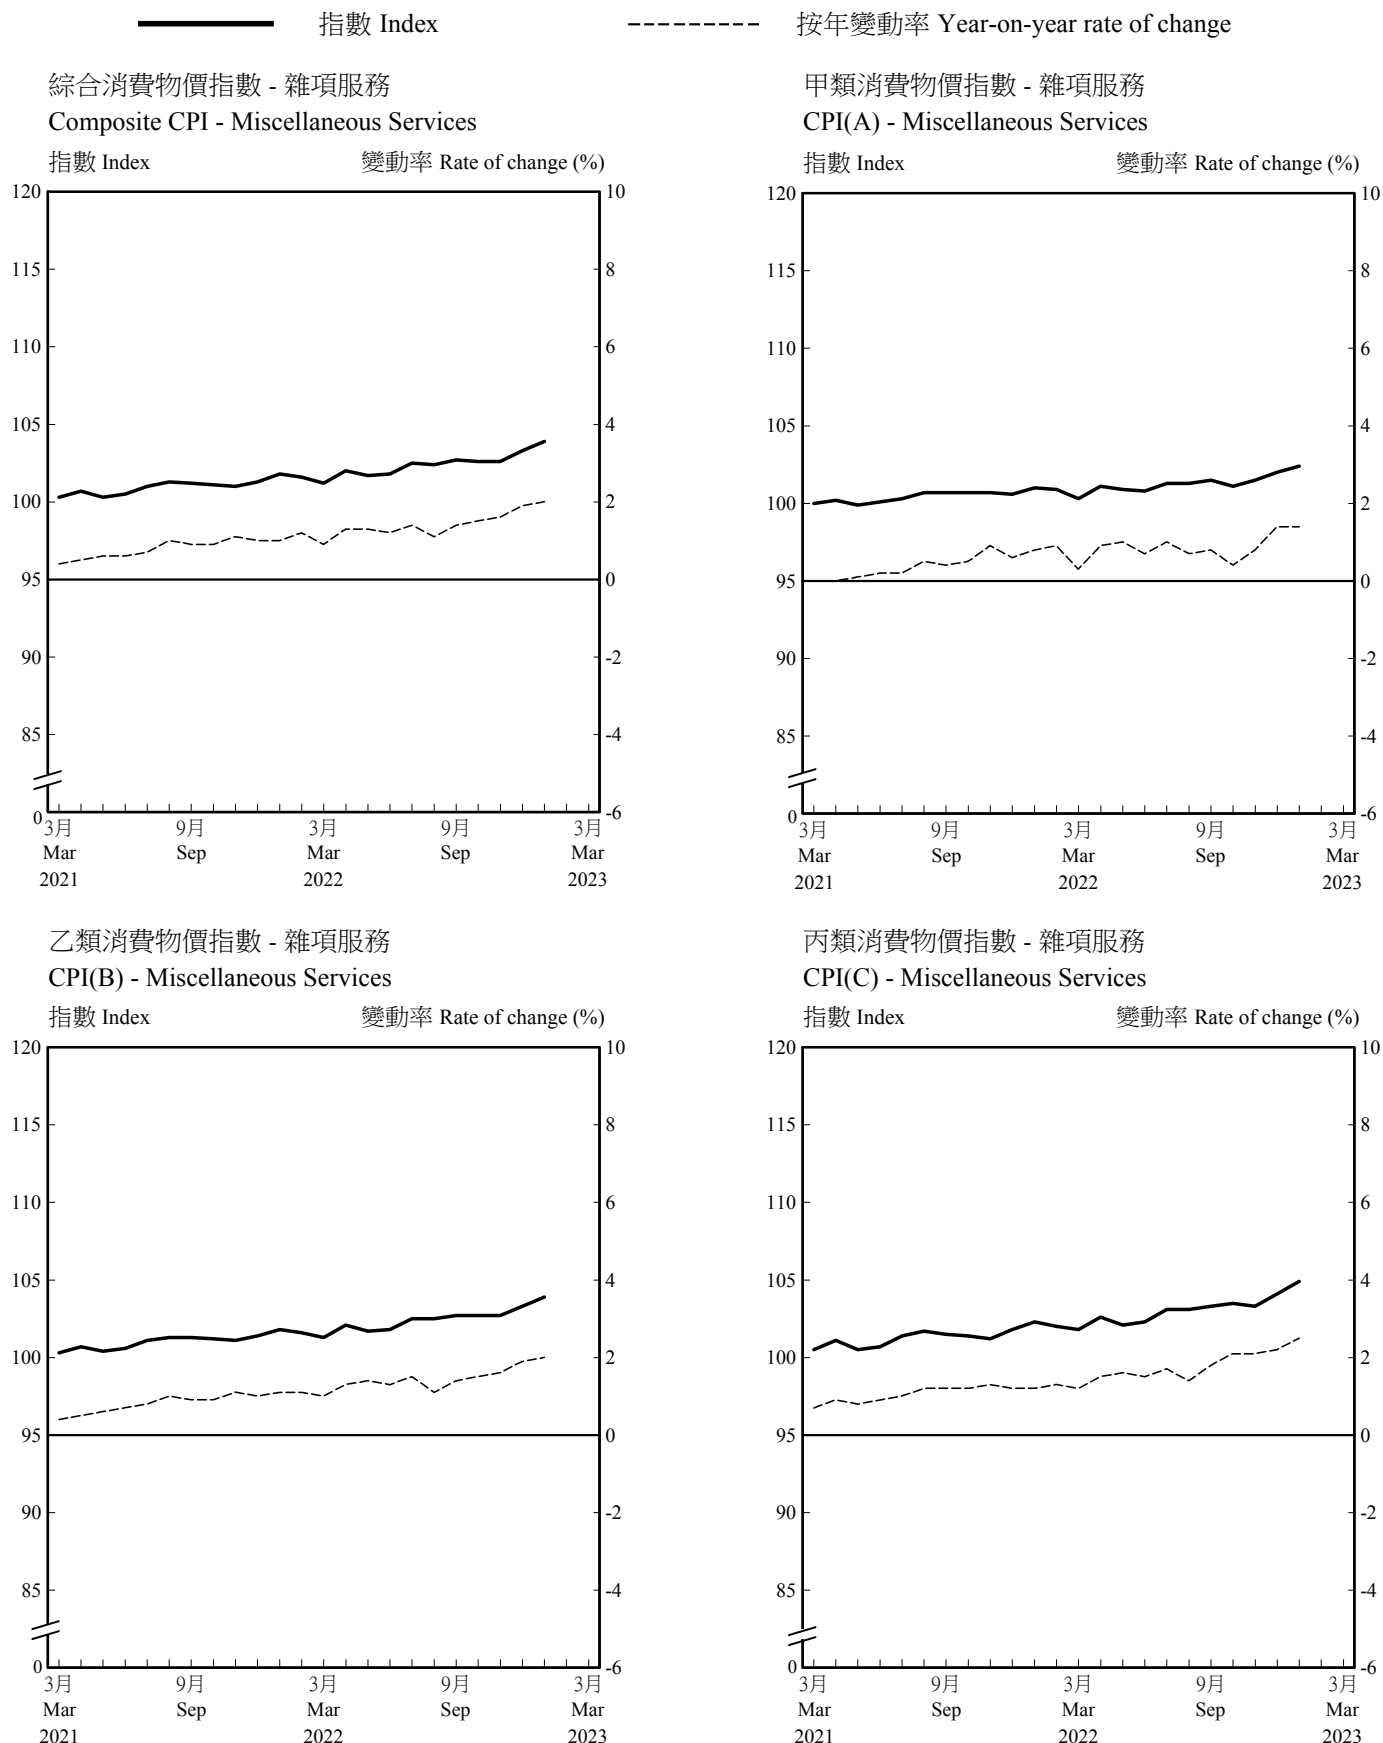 指數 Index
按年變動率 Year-on-year rate of change
綜合消費物價指數 - 雜項服務
Composite CPI - Miscellaneous Services
指數 Index 變動率 Rate of change (%)
120 10
115 8
110 6
105 4
100 2
95 0
90 -2
85 -4
0 -6
3月 9月 3月 9月 3月
Mar Sep Mar Sep Mar
2021 2022 2023
甲類消費物價指數 - 雜項服務
CPI(A) - Miscellaneous Services
指數 Index 變動率 Rate of change (%)
120 10
115 8
110 6
105 4
100 2
95 0
90 -2
85 -4
0 -6
3月 9月 3月 9月 3月
Mar Sep Mar Sep Mar
2021 2022 2023
乙類消費物價指數 - 雜項服務
CPI(B) - Miscellaneous Services
指數 Index 變動率 Rate of change (%)
120 10
115 8
110 6
105 4
100 2
95 0
90 -2
85 -4
0 -6
3月 9月 3月 9月 3月
Mar Sep Mar Sep Mar
2021 2022 2023
丙類消費物價指數 - 雜項服務
CPI(C) - Miscellaneous Services
指數 Index 變動率 Rate of change (%)
120 10
115 8
110 6
105 4
100 2
95 0
90 -2
85 -4
0 -6
3月 9月 3月 9月 3月
Mar Sep Mar Sep Mar
2021 2022 2023